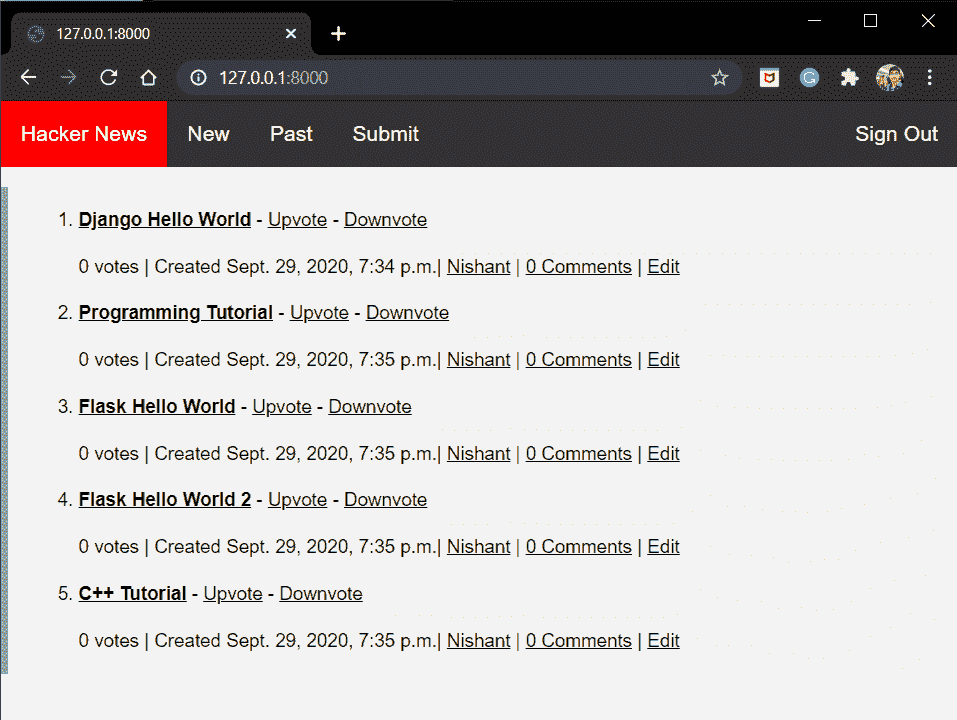 127.0.0.1:8000
127.0.0.1:8000
Hacker News New Past Submit Sign Out
1. Django Hello World - Upvote - Downvote
0 votes | Created Sept. 29, 2020, 7:34 p.m.| Nishant | 0 Comments | Edit
2. Programming Tutorial - Upvote - Downvote
0 votes | Created Sept. 29, 2020, 7:35 p.m.| Nishant | 0 Comments | Edit
3. Flask Hello World - Upvote - Downvote
0 votes | Created Sept. 29, 2020, 7:35 p.m.| Nishant | 0 Comments | Edit
4. Flask Hello World 2 - Upvote - Downvote
0 votes | Created Sept. 29, 2020, 7:35 p.m.| Nishant | 0 Comments | Edit
5. C++ Tutorial - Upvote - Downvote
0 votes | Created Sept. 29, 2020, 7:35 p.m.| Nishant | 0 Comments | Edit